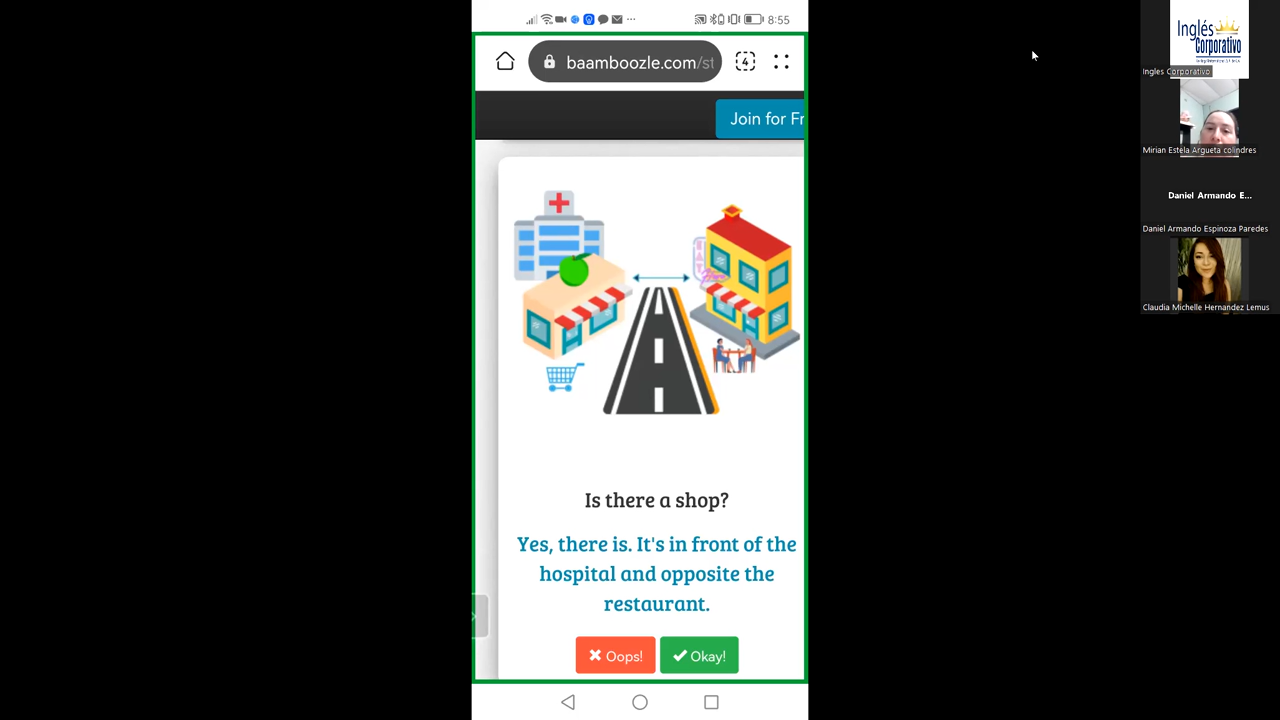 8:55
baamboozle.com/st
4
Join for Fr
Is there a shop?
Yes, there is. It's in front of the
hospital and opposite the
restaurant.
Oops!
Okay!
Inglés
Corporativo
Ingles Corporativo
Mirian Estela Argueta colindres
Daniel Armando E...
Daniel Armando Espinoza Paredes
Claudia Michelle Hernandez Lemus